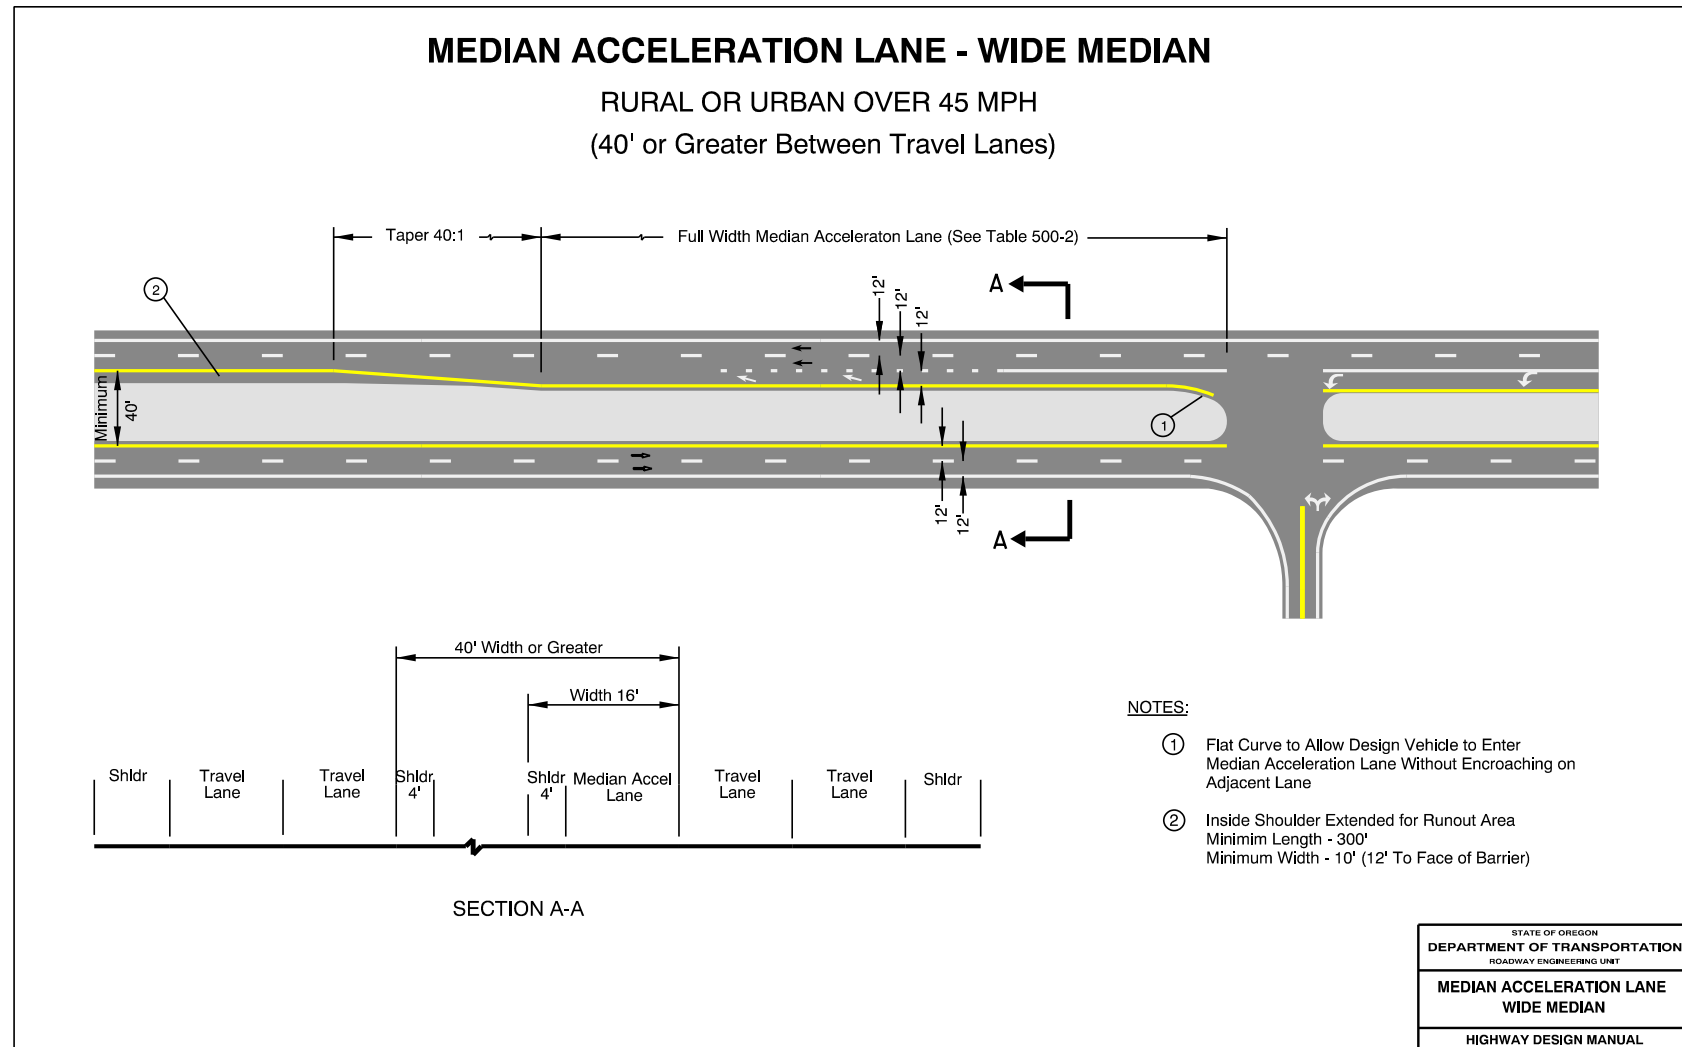 MEDIAN ACCELERATION LANE - WIDE MEDIAN
RURAL OR URBAN OVER 45 MPH
(40' or Greater Between Travel Lanes)
Taper 40:1
Full Width Median Acceleraton Lane (See Table 500-2)
2
12'
12'
12'
A
Minimum
40'
1
12'
12'
A
40' Width or Greater
Width 16'
Shldr
Travel
Lane
Travel
Lane
Shldr
4'
Shldr
4'
Median Accel
Lane
Travel
Lane
Travel
Lane
Shldr
SECTION A-A
NOTES:
1 Flat Curve to Allow Design Vehicle to Enter
Median Acceleration Lane Without Encroaching on
Adjacent Lane
2 Inside Shoulder Extended for Runout Area
Minimim Length - 300'
Minimum Width - 10' (12' To Face of Barrier)
STATE OF OREGON
DEPARTMENT OF TRANSPORTATION
ROADWAY ENGINEERING UNIT
MEDIAN ACCELERATION LANE
WIDE MEDIAN
HIGHWAY DESIGN MANUAL